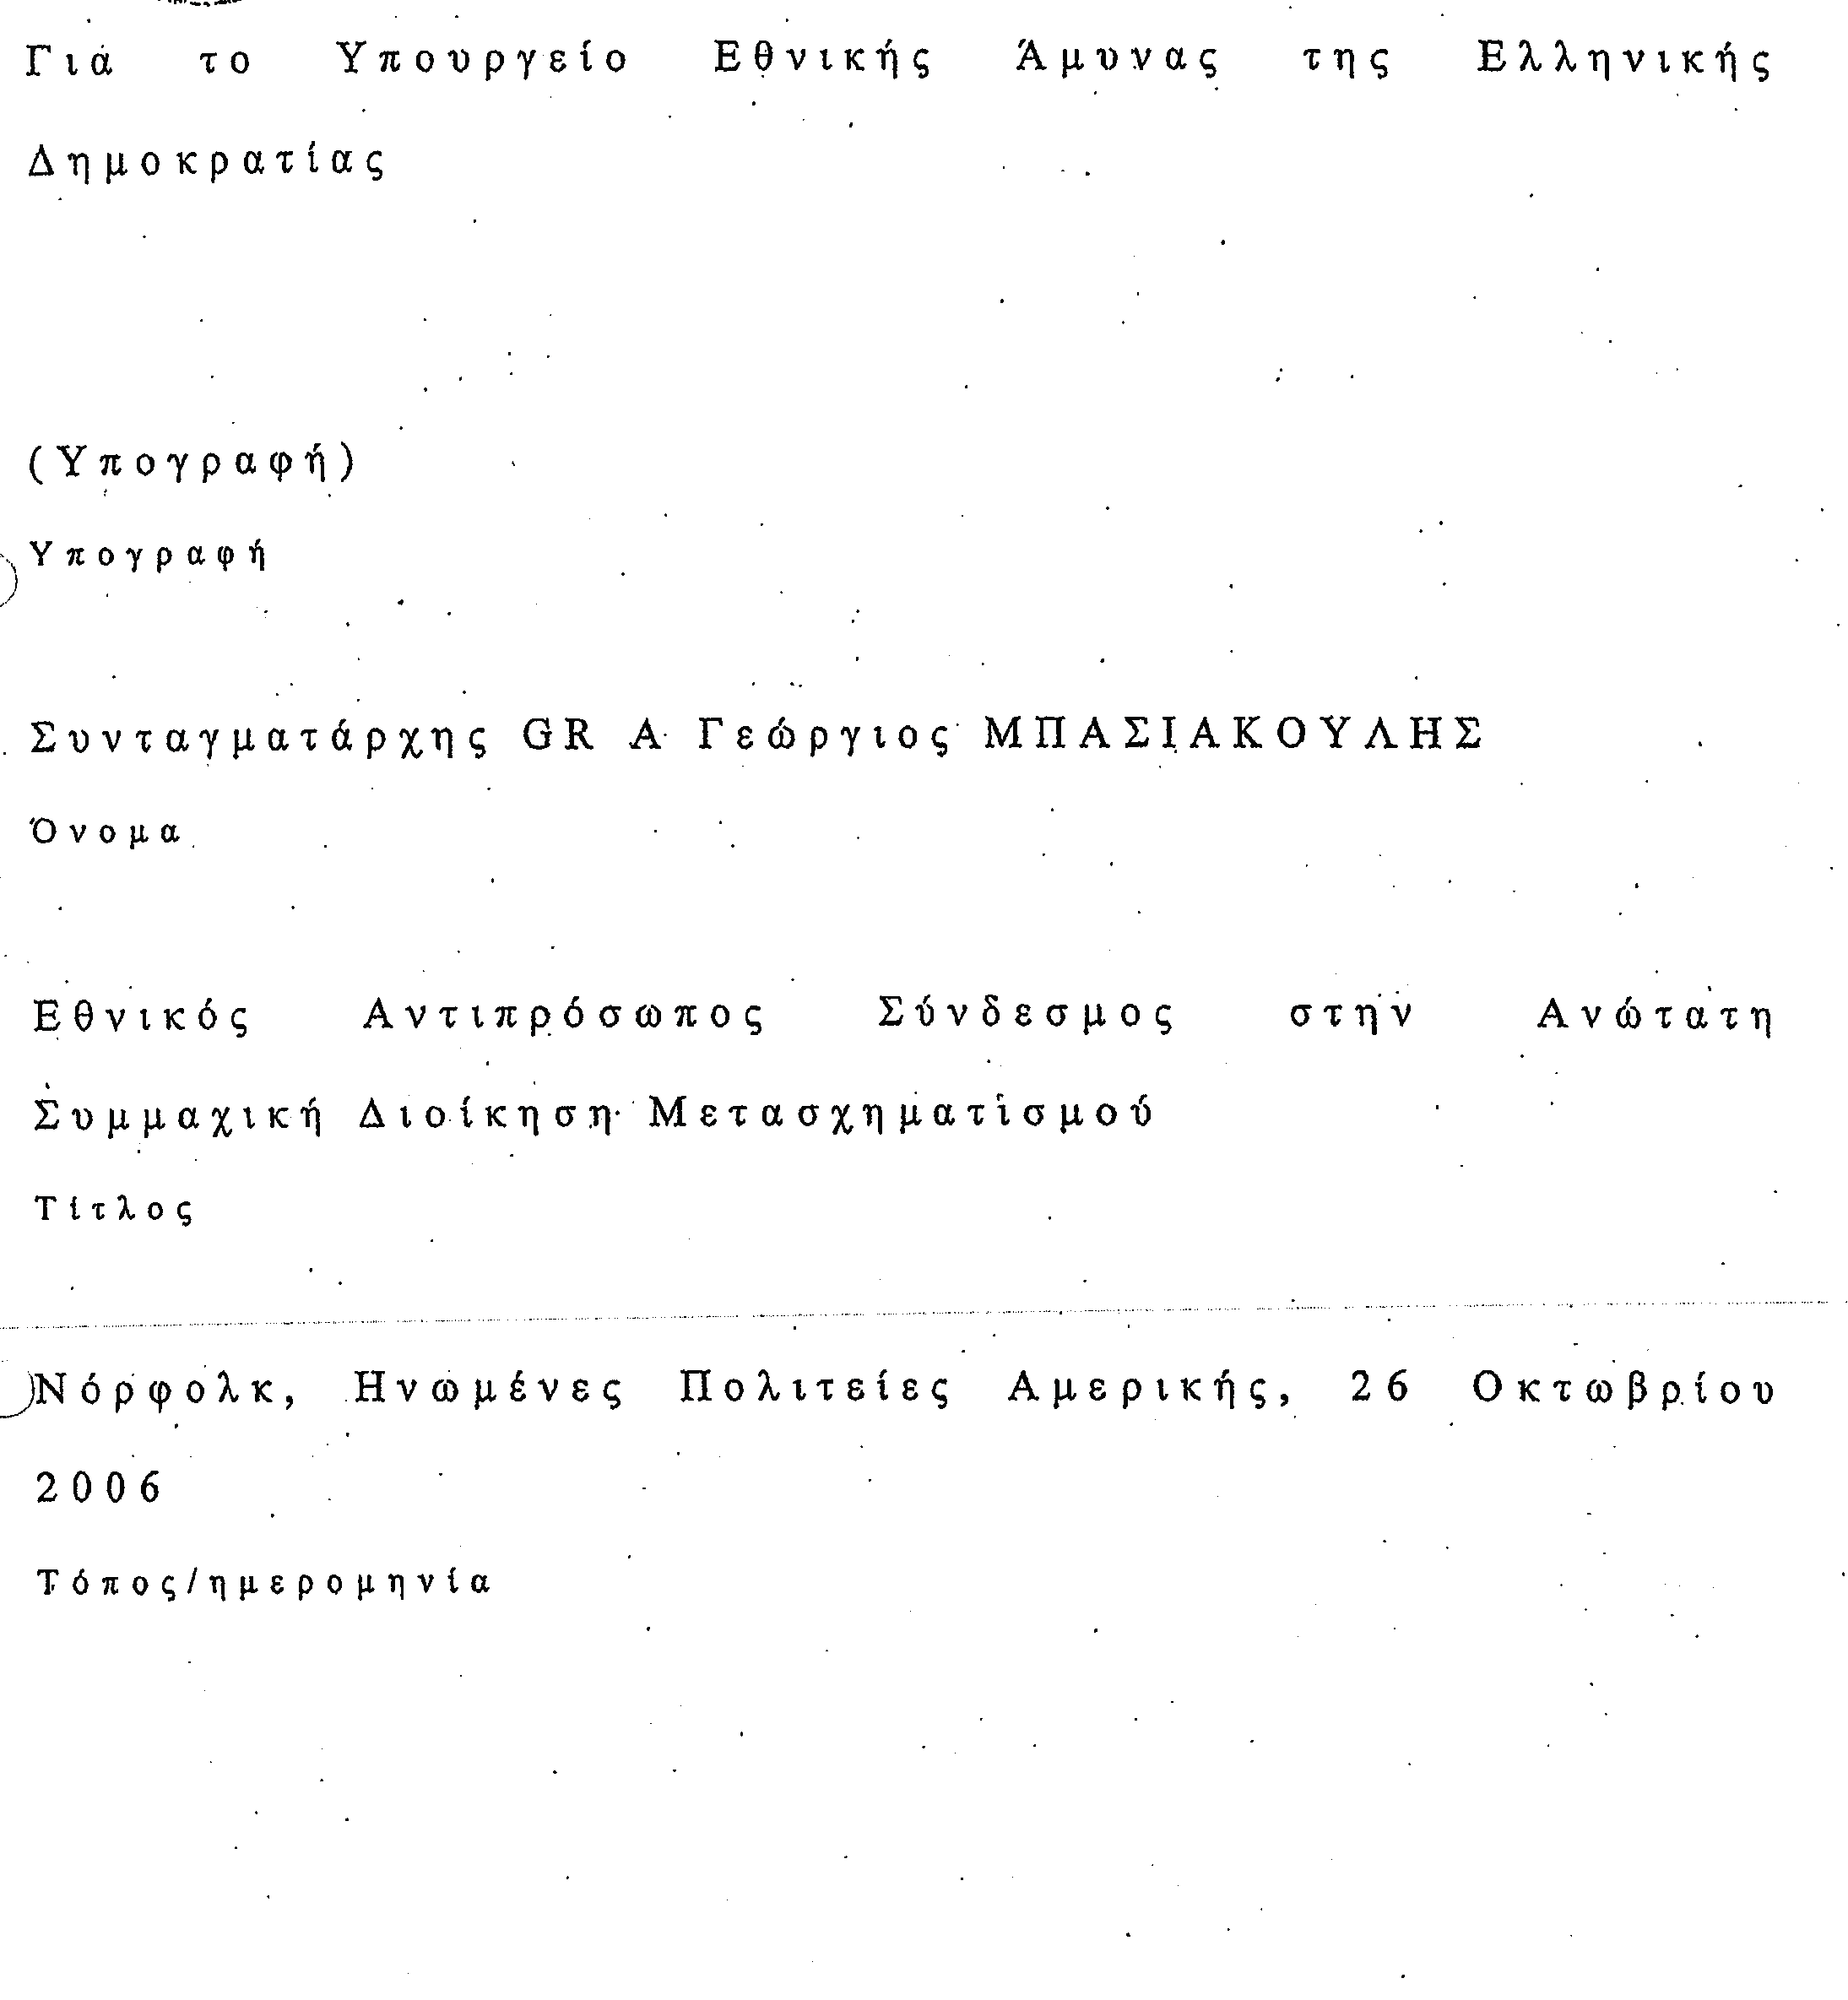 Για το Υπουργείο Εθνικής Άμυνας της Ελληνικής
Δημοκρατίας
(Υπογραφή)
Υπογραφή
Συνταγματάρχης GR A Γεώργιος ΜΠΑΣΙΑΚΟΥΛΗΣ
Όνομα
Εθνικός Αντιπρόσωπος Σύνδεσμος στην Ανώτατη
Συμμαχική Διοίκηση Μετασχηματισμού
Τίτλος
Νόρφολκ, Ηνωμένες Πολιτείες Αμερικής, 26 Οκτωβρίου
2006
Τόπος/ημερομηνία